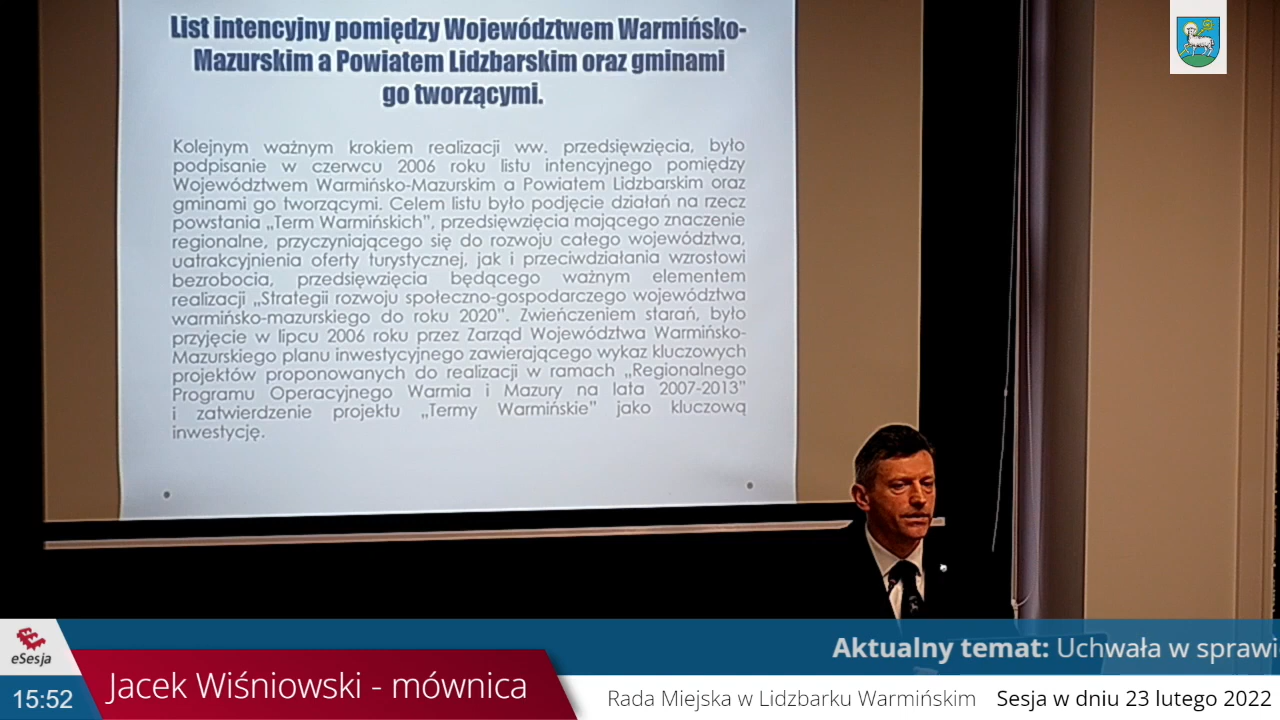 List intencyjny pomiędzy Województwem Warmińsko-
Mazurskim a Powiatem Lidzbarskim oraz gminami
go tworzącymi.
Kolejnym ważnym krokiem realizacji ww. przedsięwzięcia, było
podpisanie w czerwcu 2006 roku listu intencyjnego pomiędzy
Województwem Warmińsko-Mazurskim a Powiatem Lidzbarskim oraz
gminami go tworzącymi. Celem listu było podjęcie działań na rzecz
powstania „Term Warmińskich”, przedsięwzięcia mającego znaczenie
regionalne, przyczyniającego się do rozwoju całego województwa,
uatrakcyjnienia oferty turystycznej, jak i przeciwdziałania wzrostowi
bezrobocia, przedsięwzięcia będącego ważnym elementem
realizacji „Strategii rozwoju społeczno-gospodarczego województwa
warmińsko-mazurskiego do roku 2020”. Zwieńczeniem starań, było
przyjęcie w lipcu 2006 roku przez Zarząd Województwa Warmińsko-
Mazurskiego planu inwestycyjnego zawierającego wykaz kluczowych
projektów proponowanych do realizacji w ramach „Regionalnego
Programu Operacyjnego Warmia i Mazury na lata 2007-2013”
i zatwierdzenie projektu „Termy Warmińskie” jako kluczową
inwestycję.
Aktualny temat: Uchwała w sprawi
eSesja
15:52
Jacek Wiśniowski - mównica
Rada Miejska w Lidzbarku Warmińskim Sesja w dniu 23 lutego 2022